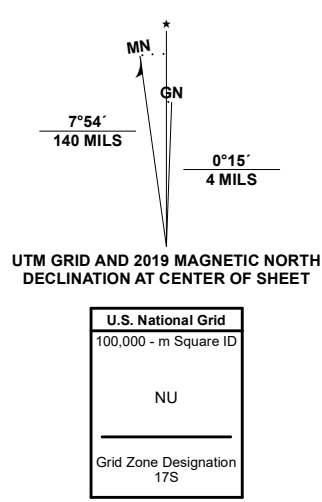 MN
GN
7°54´
140 MILS
0°15´
4 MILS
UTM GRID AND 2019 MAGNETIC NORTH
DECLINATION AT CENTER OF SHEET
U.S. National Grid
100,000 - m Square ID
NU
Grid Zone Designation
17S